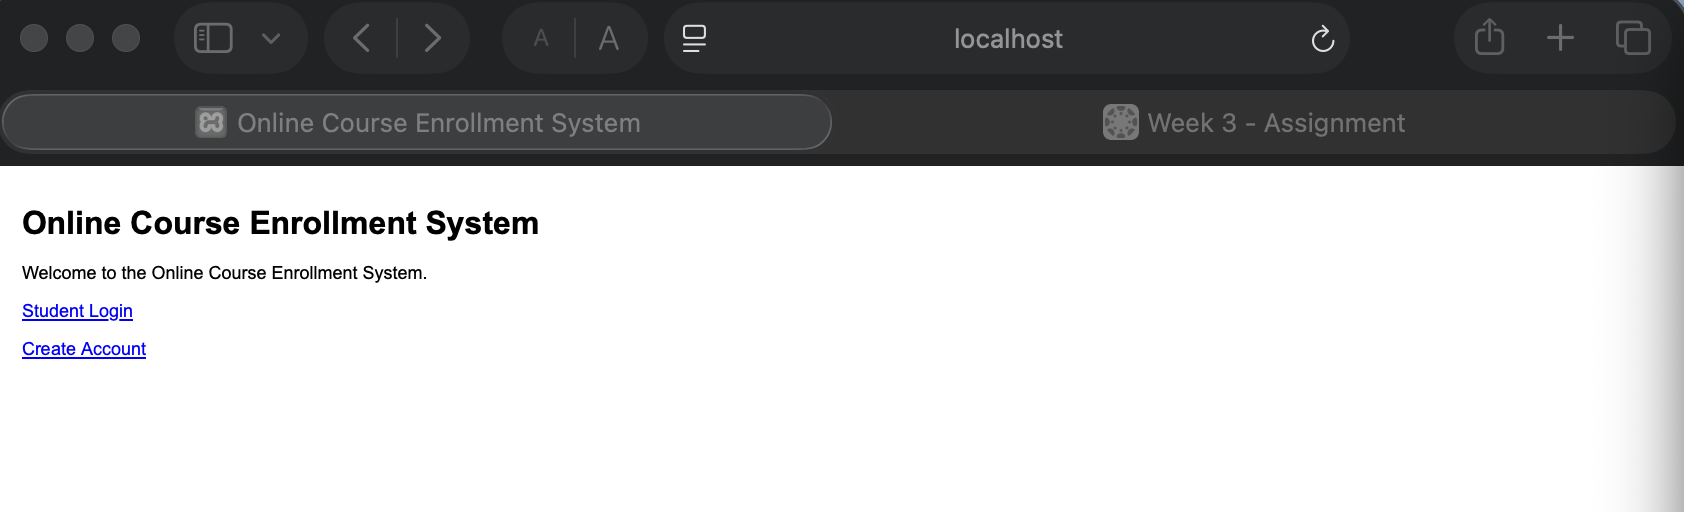 A A
localhost
Online Course Enrollment System
Week 3 - Assignment
Online Course Enrollment System
Welcome to the Online Course Enrollment System.
Student Login
Create Account